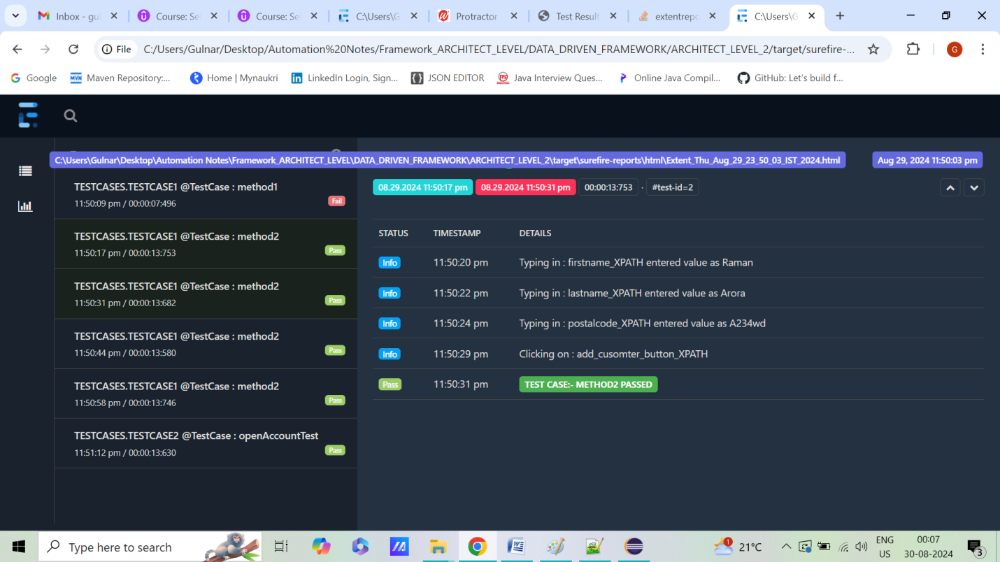 Inbox - gul
Course: Se
Course: Se
C:\Users\G
Protractor
Test Result
extentrepo
C:\Users\G
File
C:/Users/Gulnar/Desktop/Automation%20Notes/Framework_ARCHITECT_LEVEL/DATA_DRIVEN_FRAMEWORK/ARCHITECT_LEVEL_2/target/surefire-...
G
Google
MVN Maven Repository:...
Home | Mynaukri
LinkedIn Login, Sign...
JSON EDITOR
Java Interview Ques...
Online Java Compil...
GitHub: Let's build f...
C:\Users\Gulnar\Desktop\Automation Notes\Framework_ARCHITECT_LEVEL\DATA_DRIVEN_FRAMEWORK\ARCHITECT_LEVEL_2\target\surefire-reports\html\Extent_Thu_Aug_29_23_50_03_IST_2024.html
Aug 29, 2024 11:50:03 pm
TESTCASES.TESTCASE1 @TestCase : method1
11:50:09 pm / 00:00:07:496
Fail
TESTCASES.TESTCASE1 @TestCase : method2
11:50:17 pm / 00:00:13:753
Pass
TESTCASES.TESTCASE1 @TestCase : method2
11:50:31 pm / 00:00:13:682
Pass
TESTCASES.TESTCASE1 @TestCase : method2
11:50:44 pm / 00:00:13:580
Pass
TESTCASES.TESTCASE1 @TestCase : method2
11:50:58 pm / 00:00:13:746
Pass
TESTCASES.TESTCASE2 @TestCase : openAccountTest
11:51:12 pm / 00:00:13:630
Pass
08.29.2024 11:50:17 pm 08.29.2024 11:50:31 pm 00:00:13:753 · #test-id=2
STATUS TIMESTAMP DETAILS
Info 11:50:20 pm Typing in : firstname_XPATH entered value as Raman
Info 11:50:22 pm Typing in : lastname_XPATH entered value as Arora
Info 11:50:24 pm Typing in : postalcode_XPATH entered value as A234wd
Info 11:50:29 pm Clicking on : add_cusomter_button_XPATH
Pass 11:50:31 pm TEST CASE:- METHOD2 PASSED
Type here to search
1
21°C
ENG
US
00:07
30-08-2024
3